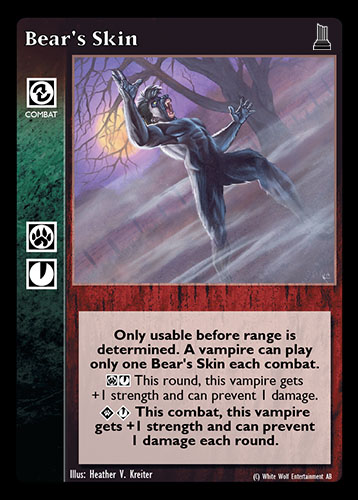 Bear's Skin
COMBAT
Only usable before range is
determined. A vampire can play
only one Bear's Skin each combat.
This round, this vampire gets
+1 strength and can prevent 1 damage.
This combat, this vampire
gets +1 strength and can prevent
1 damage each round.
Illus: Heather V. Kreiter
(C) White Wolf Entertainment AB